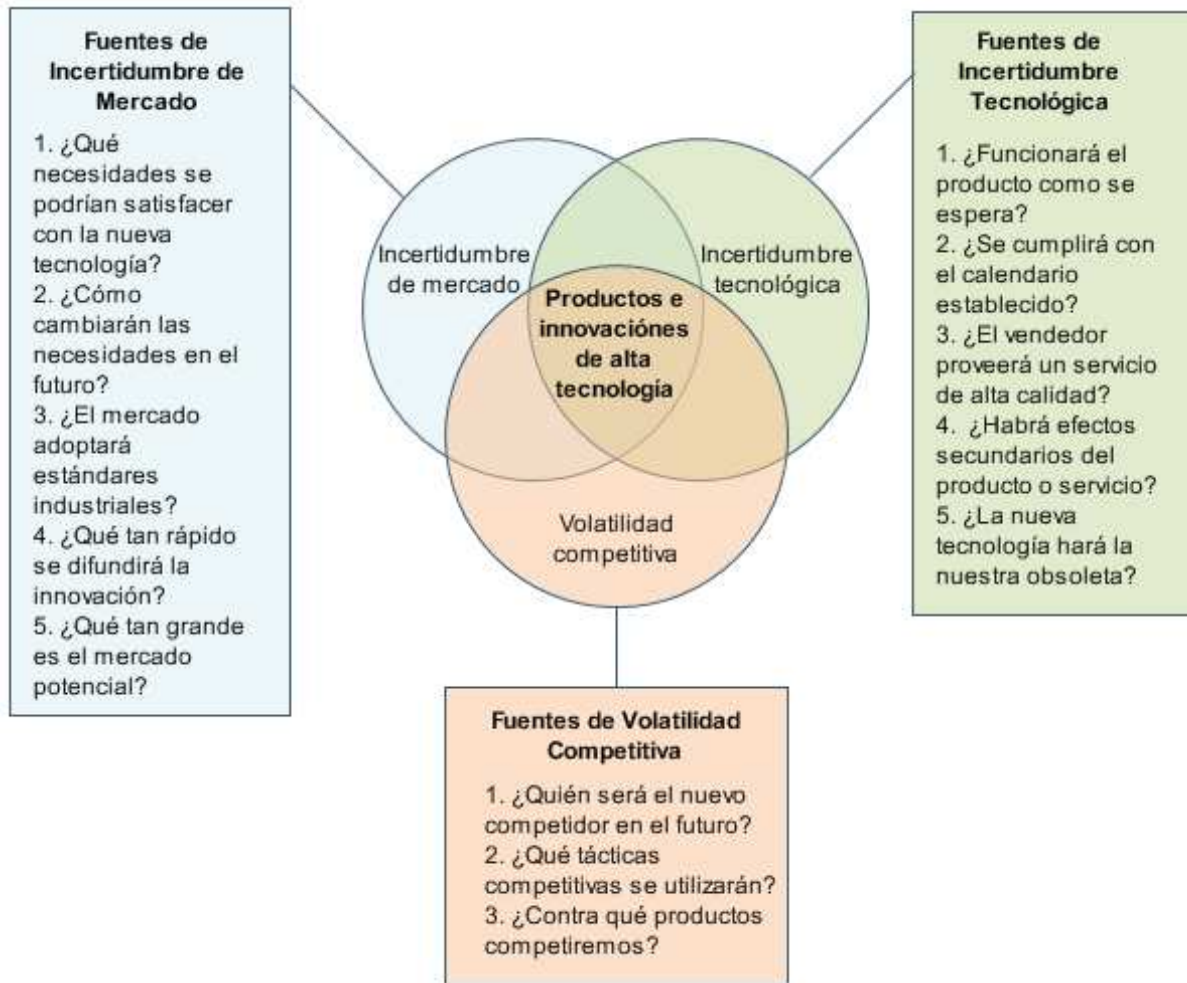 Fuentes de
Incertidumbre de
Mercado
1. ¿Qué
necesidades se
podrían satisfacer
con la nueva
tecnología?
2. ¿Cómo
cambiarán las
necesidades en el
futuro?
3. ¿El mercado
adoptará
estándares
industriales?
4. ¿Qué tan rápido
se difundirá la
innovación?
5. ¿Qué tan grande
es el mercado
potencial?
Incertidumbre
de mercado
Incertidumbre
tecnológica
Productos e
innovaciónes
de alta
tecnología
Volatilidad
competitiva
Fuentes de
Incertidumbre
Tecnológica
1. ¿Funcionará el
producto como se
espera?
2. ¿Se cumplirá con
el calendario
establecido?
3. ¿El vendedor
proveerá un servicio
de alta calidad?
4. ¿Habrá efectos
secundarios del
producto o servicio?
5. ¿La nueva
tecnología hará la
nuestra obsoleta?
Fuentes de Volatilidad
Competitiva
1. ¿Quién será el nuevo
competidor en el futuro?
2. ¿Qué tácticas
competitivas se utilizarán?
3. ¿Contra qué productos
competiremos?